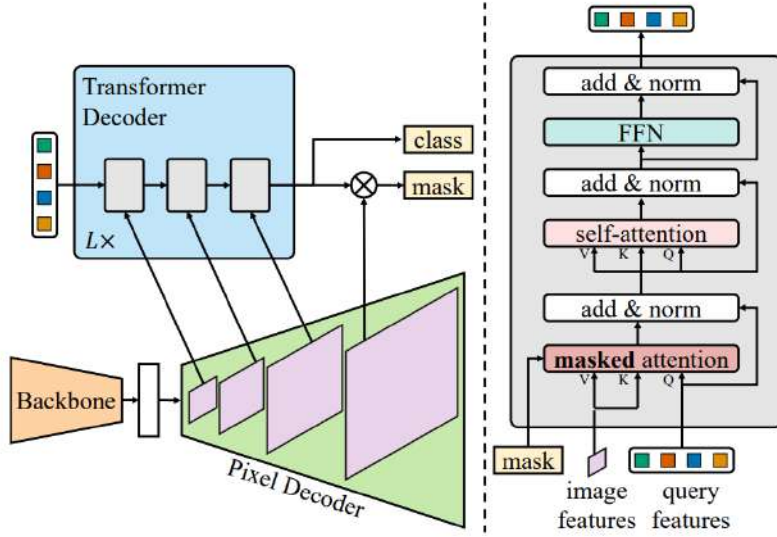 Transformer
Decoder
L×
class
mask
Backbone
Pixel Decoder
add & norm
FFN
add & norm
self-attention
V K Q
add & norm
masked attention
V K Q
mask
image
features
query
features